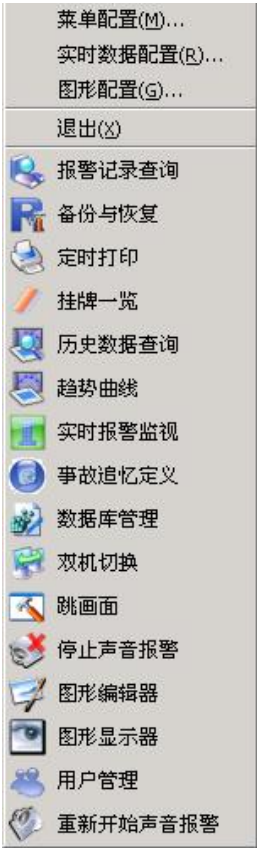 菜单配置(M)...
实时数据配置(R)...
图形配置(G)...
退出(X)
报警记录查询
备份与恢复
定时打印
挂牌一览
历史数据查询
趋势曲线
实时报警监视
事故追忆定义
数据库管理
双机切换
跳画面
停止声音报警
图形编辑器
图形显示器
用户管理
重新开始声音报警